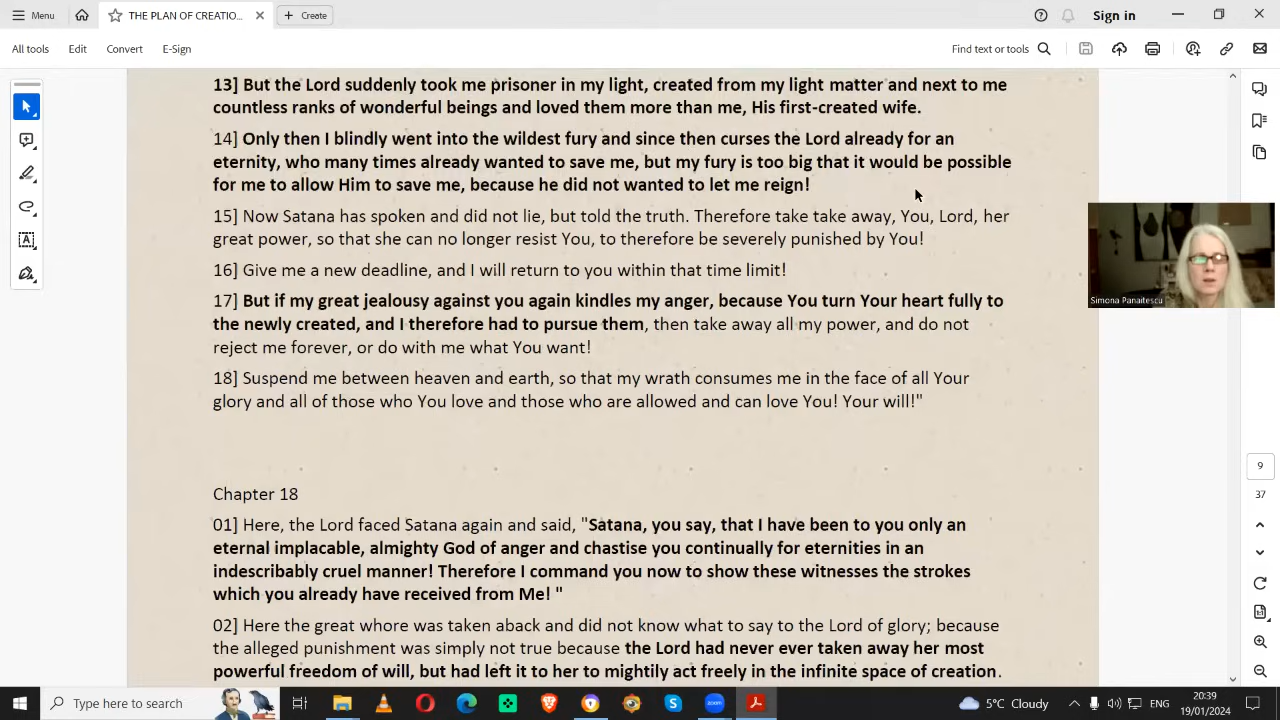 Menu
THE PLAN OF CREATIO...
Create
Sign in
All tools
Edit
Convert
E-Sign
Find text or tools
13] But the Lord suddenly took me prisoner in my light, created from my light matter and next to me
countless ranks of wonderful beings and loved them more than me, His first-created wife.
14] Only then I blindly went into the wildest fury and since then curses the Lord already for an
eternity, who many times already wanted to save me, but my fury is too big that it would be possible
for me to allow Him to save me, because he did not wanted to let me reign!
15] Now Satana has spoken and did not lie, but told the truth. Therefore take take away, You, Lord, her
great power, so that she can no longer resist You, to therefore be severely punished by You!
16] Give me a new deadline, and I will return to you within that time limit!
17] But if my great jealousy against you again kindles my anger, because You turn Your heart fully to
the newly created, and I therefore had to pursue them, then take away all my power, and do not
reject me forever, or do with me what You want!
18] Suspend me between heaven and earth, so that my wrath consumes me in the face of all Your
glory and all of those who You love and those who are allowed and can love You! Your will!"
Chapter 18
01] Here, the Lord faced Satana again and said, "Satana, you say, that I have been to you only an
eternal implacable, almighty God of anger and chastise you continually for eternities in an
indescribably cruel manner! Therefore I command you now to show these witnesses the strokes
which you already have received from Me! "
02] Here the great whore was taken aback and did not know what to say to the Lord of glory; because
the alleged punishment was simply not true because the Lord had never ever taken away her most
powerful freedom of will, but had left it to her to mightily act freely in the infinite space of creation.
Simona Panaitescu
9
37
Type here to search
zoom
5°C Cloudy
ENG
20:39
19/01/2024